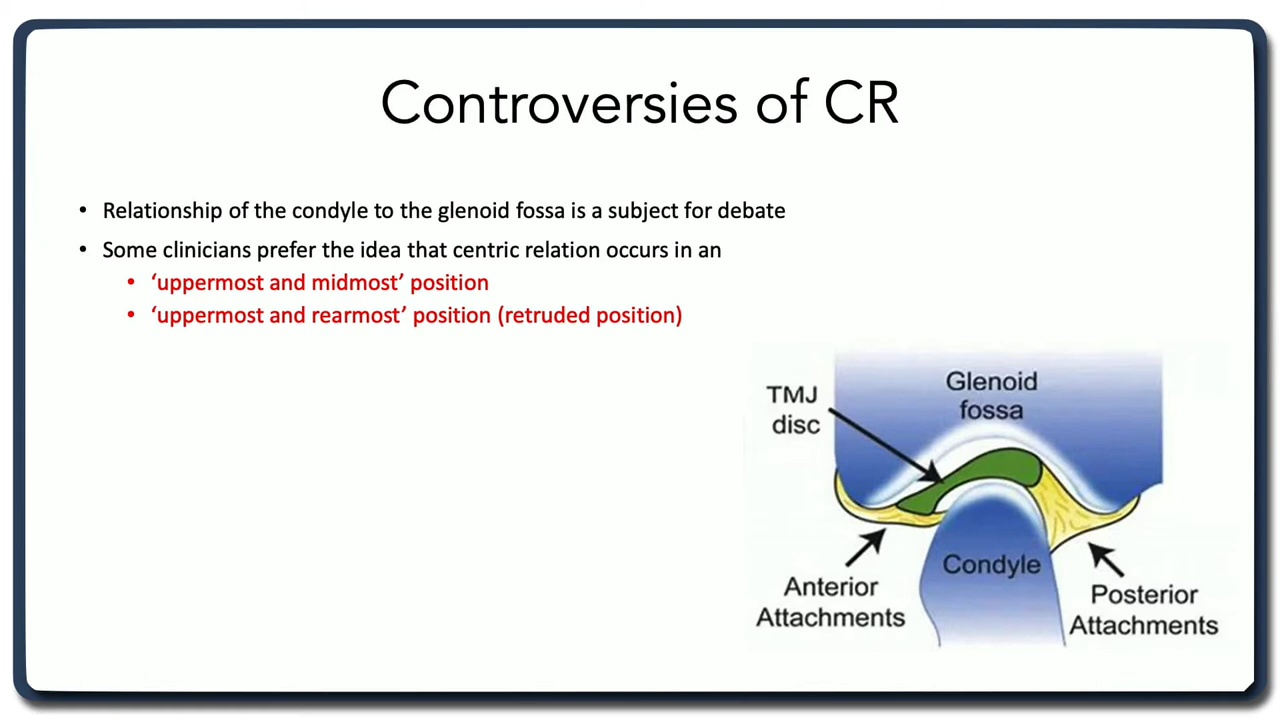 Controversies of CR
• Relationship of the condyle to the glenoid fossa is a subject for debate
• Some clinicians prefer the idea that centric relation occurs in an
• ‘uppermost and midmost’ position
• ‘uppermost and rearmost’ position (retruded position)
Glenoid
fossa
TMJ
disc
Condyle
Anterior
Attachments
Posterior
Attachments